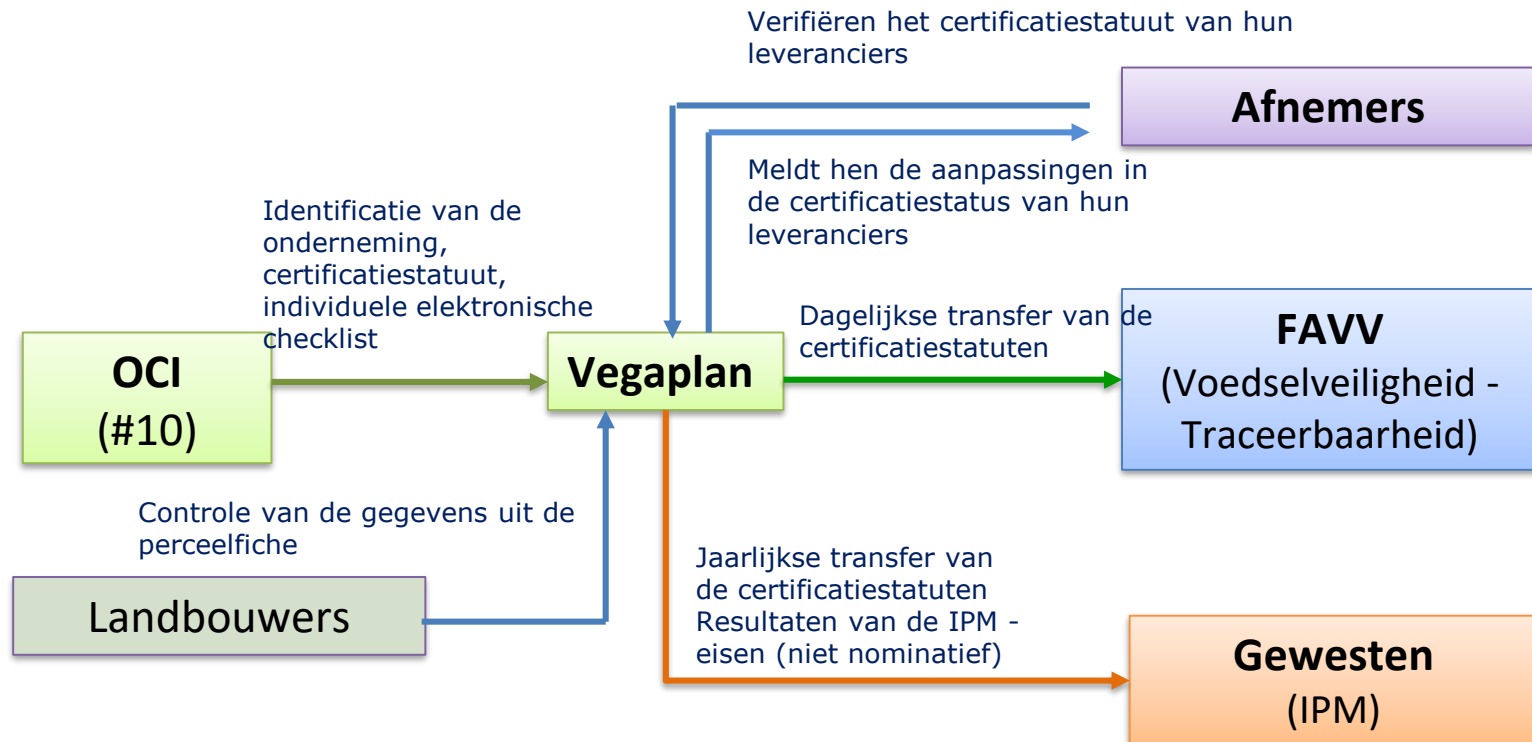 Verifiëren het certificatiestatuut van hun
leveranciers
Afnemers
Meldt hen de aanpassingen in
de certificatiestatus van hun
leveranciers
Identificatie van de
onderneming,
certificatiestatuut,
individuele elektronische
checklist
OCI
(#10)
Vegaplan
Dagelijkse transfer van de
certificatiestatuten
FAVV
(Voedselveiligheid -
Traceerbaarheid)
Controle van de gegevens uit de
perceelfiche
Landbouwers
Jaarlijkse transfer van
de certificatiestatuten
Resultaten van de IPM -
eisen (niet nominatief)
Gewesten
(IPM)